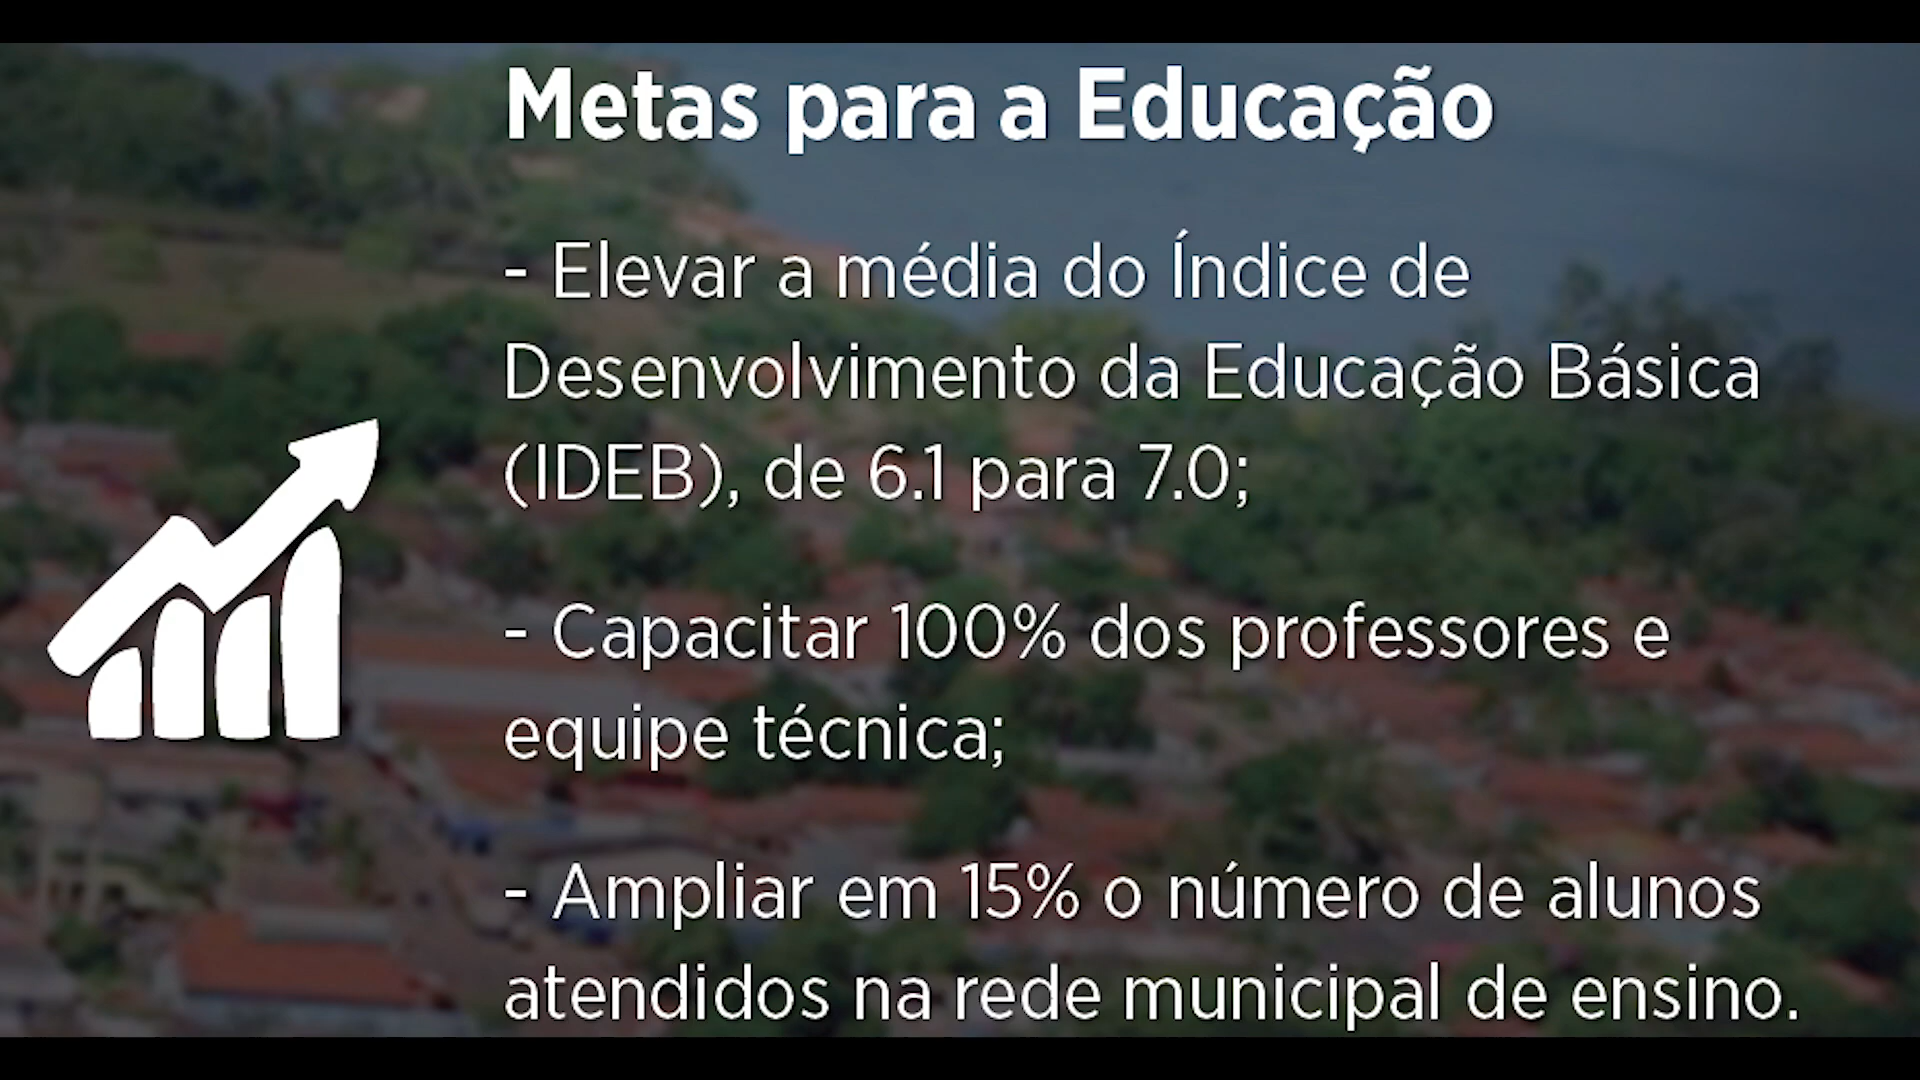 Metas para a Educação
- Elevar a média do Índice de
Desenvolvimento da Educação Básica
(IDEB), de 6.1 para 7.0;
- Capacitar 100% dos professores e
equipe técnica;
- Ampliar em 15% o número de alunos
atendidos na rede municipal de ensino.